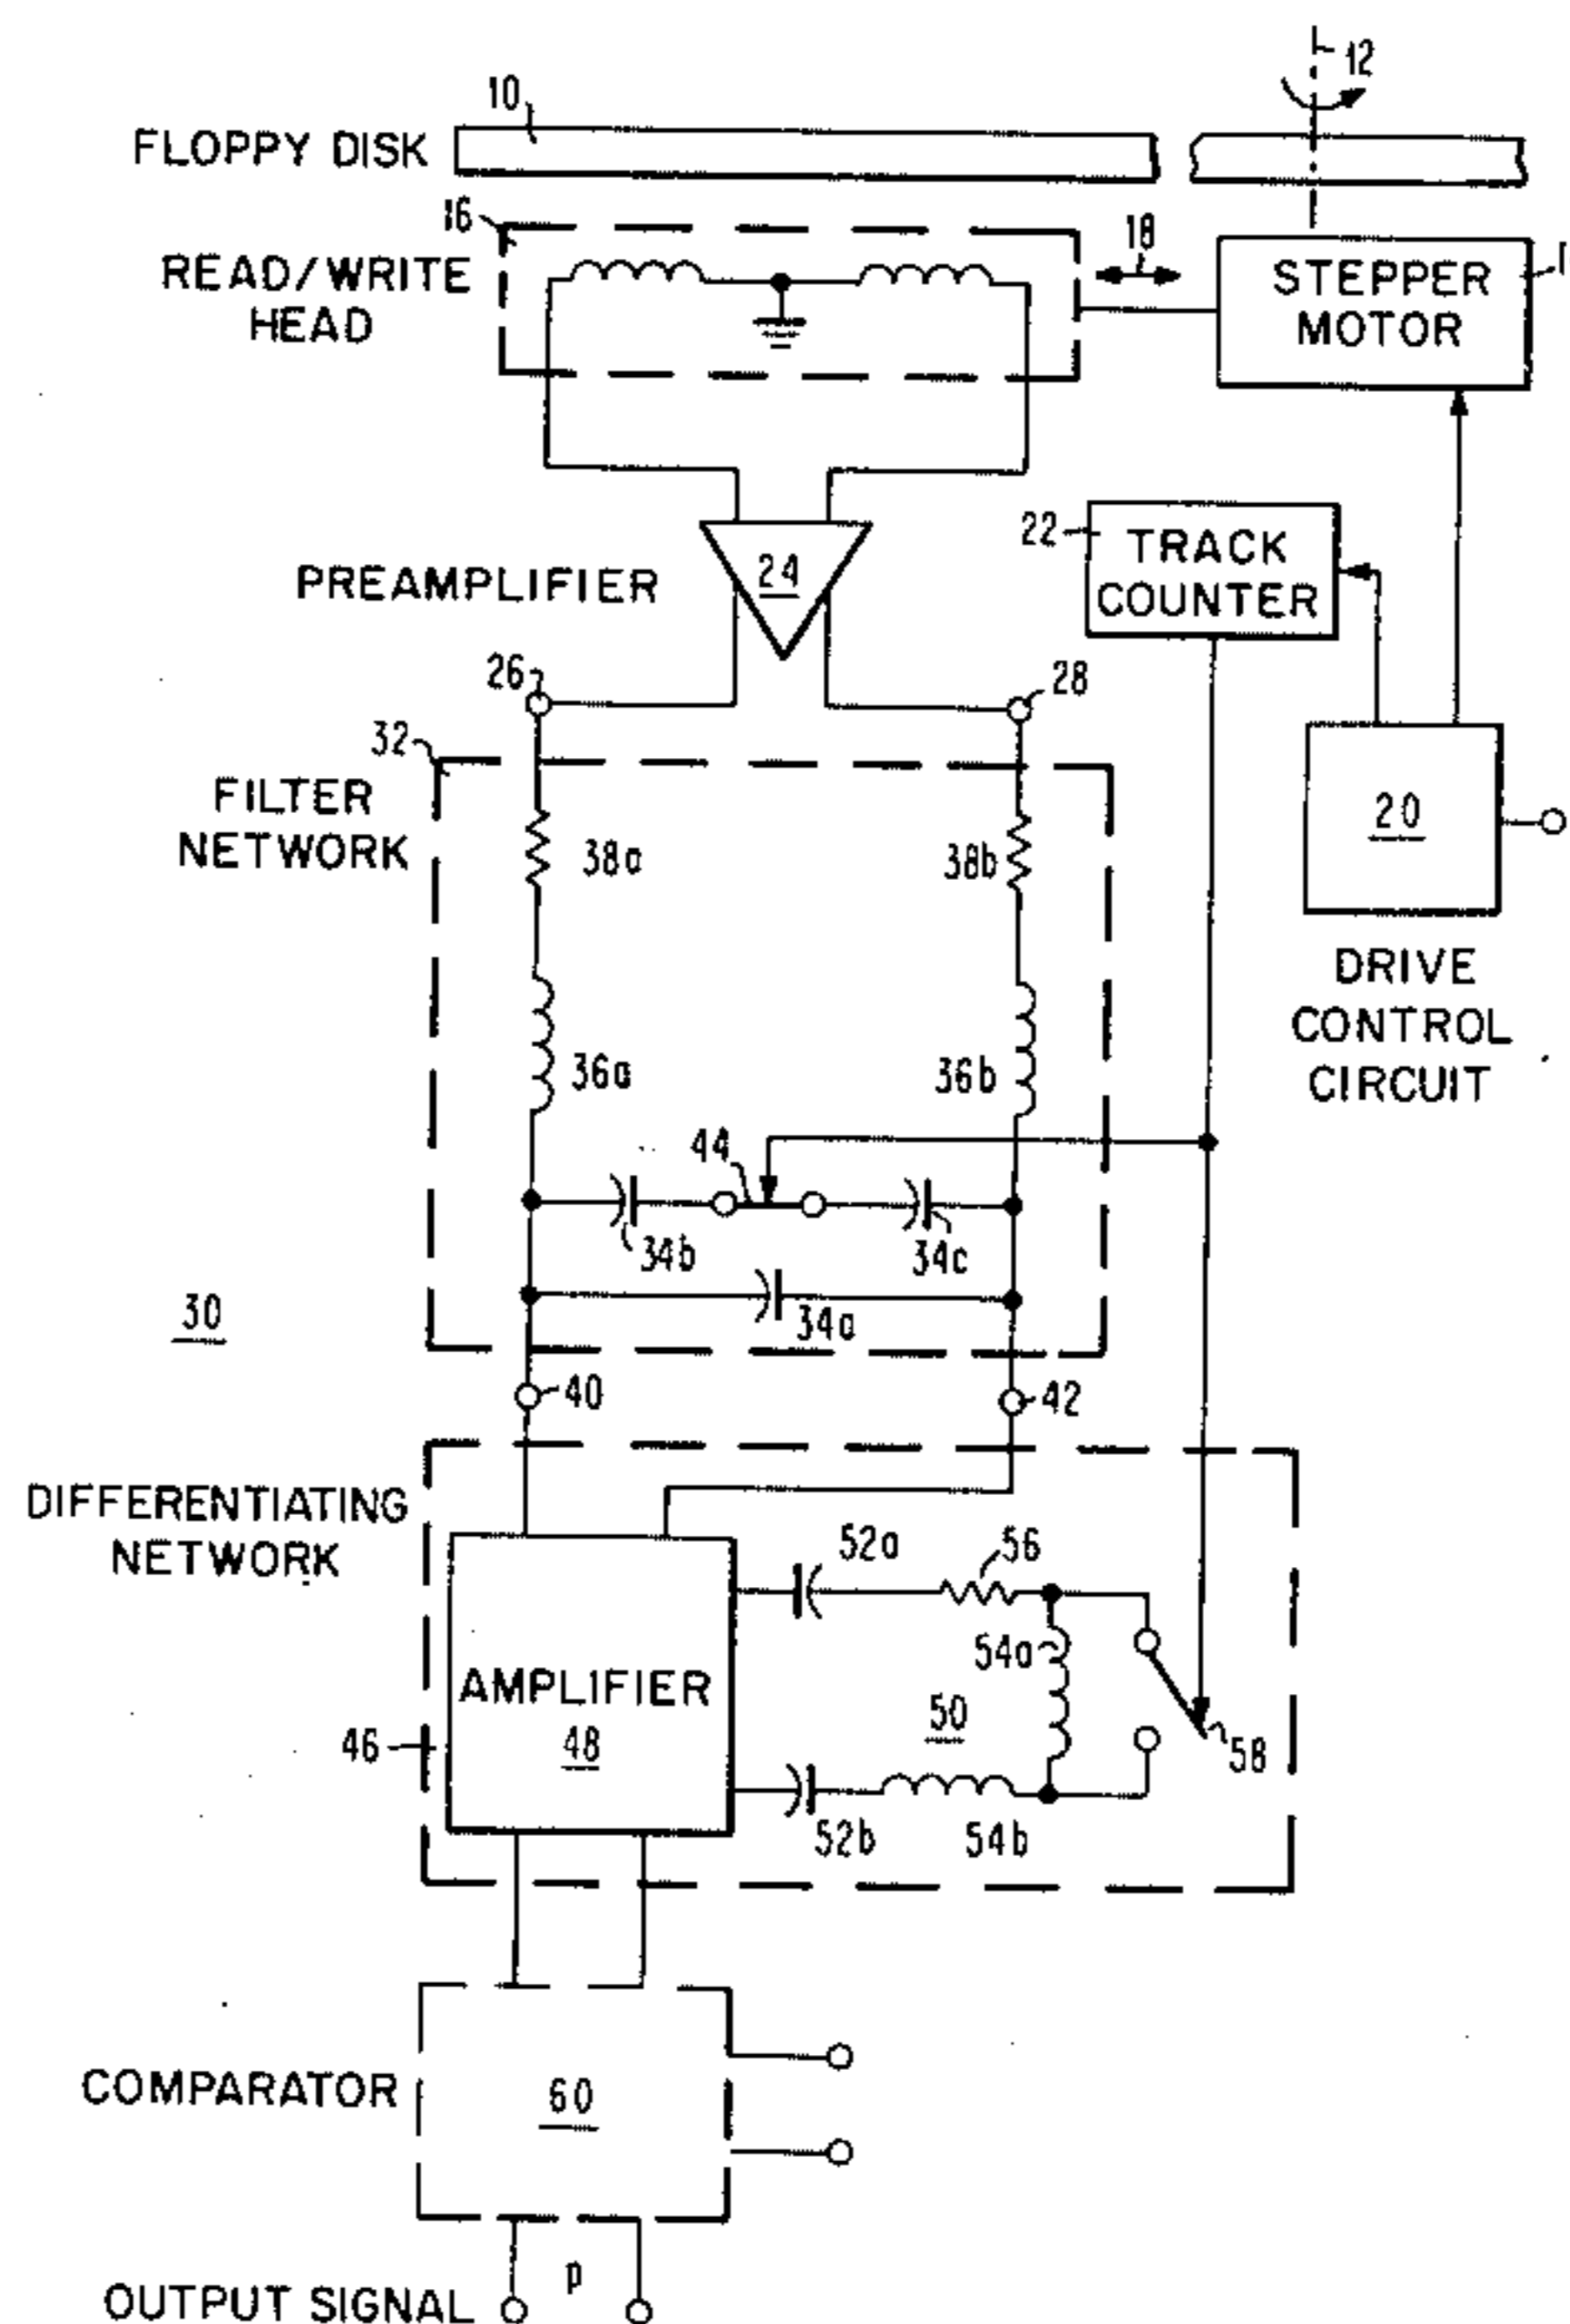 12
10
FLOPPY DISK
16
18
READ/WRITE
HEAD
STEPPER
MOTOR
22
TRACK
COUNTER
24
PREAMPLIFIER
26
28
32
FILTER
NETWORK
20
38a
38b
DRIVE
CONTROL
CIRCUIT
36a
36b
44
34b
34c
30
34a
40
42
DIFFERENTIATING
NETWORK
52a
56
54a
AMPLIFIER
48
50
46
58
52b
54b
COMPARATOR
60
p
OUTPUT SIGNAL